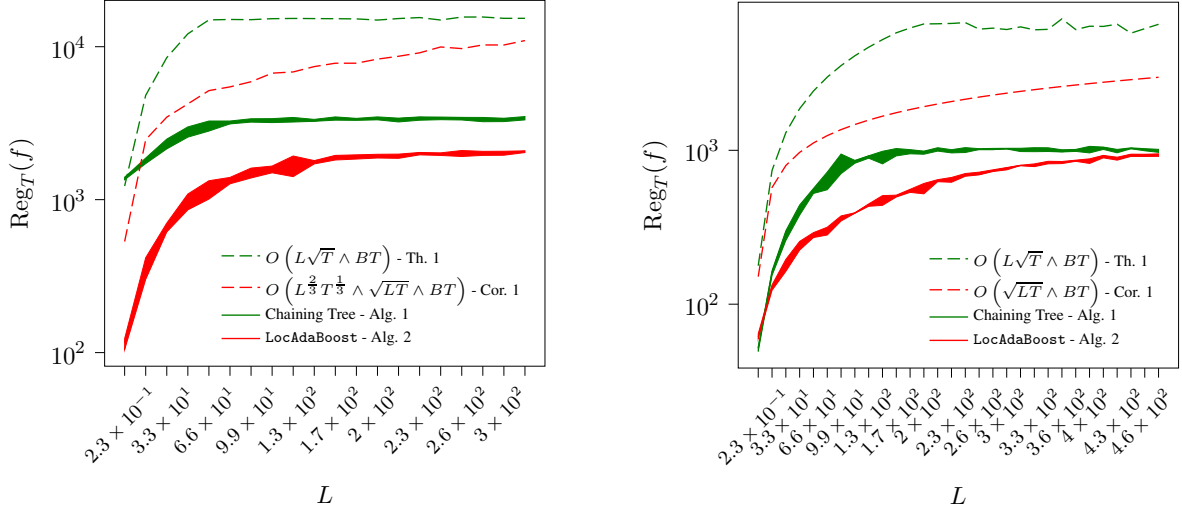 10^4
10^3
10^2
Reg_T(f)
O (L√T ∧ BT) - Th. 1
O (L^{2/3} T^{1/3} ∧ √LT ∧ BT) - Cor. 1
Chaining Tree - Alg. 1
LocAdaBoost - Alg. 2
2.3 × 10^−1
3.3 × 10^1
6.6 × 10^1
9.9 × 10^1
1.3 × 10^2
1.7 × 10^2
2 × 10^2
2.3 × 10^2
2.6 × 10^2
3 × 10^2
L
10^3
10^2
Reg_T(f)
O (L√T ∧ BT) - Th. 1
O (√LT ∧ BT) - Cor. 1
Chaining Tree - Alg. 1
LocAdaBoost - Alg. 2
2.3 × 10^−1
3.3 × 10^1
6.6 × 10^1
9.9 × 10^1
1.3 × 10^2
1.7 × 10^2
2 × 10^2
2.3 × 10^2
2.6 × 10^2
3 × 10^2
3.3 × 10^2
3.6 × 10^2
4 × 10^2
4.3 × 10^2
4.6 × 10^2
L